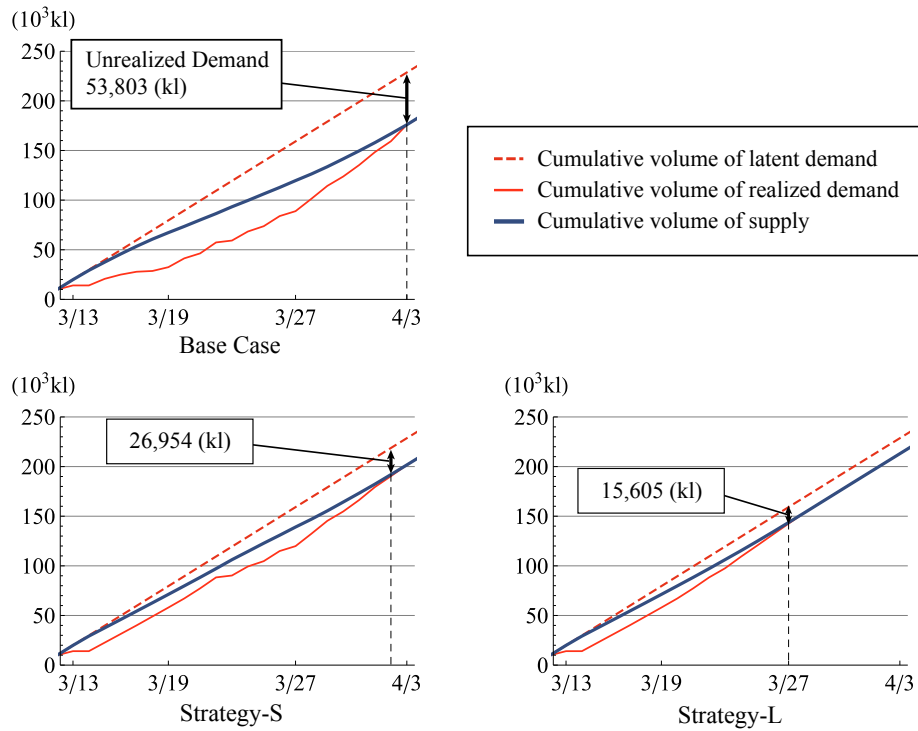 (10³kl)
250
200
150
100
50
0
Unrealized Demand
53,803 (kl)
3/13
3/19
3/27
4/3
Base Case
Cumulative volume of latent demand
Cumulative volume of realized demand
Cumulative volume of supply
(10³kl)
250
200
150
100
50
0
26,954 (kl)
3/13
3/19
3/27
4/3
Strategy-S
(10³kl)
250
200
150
100
50
0
15,605 (kl)
3/13
3/19
3/27
4/3
Strategy-L